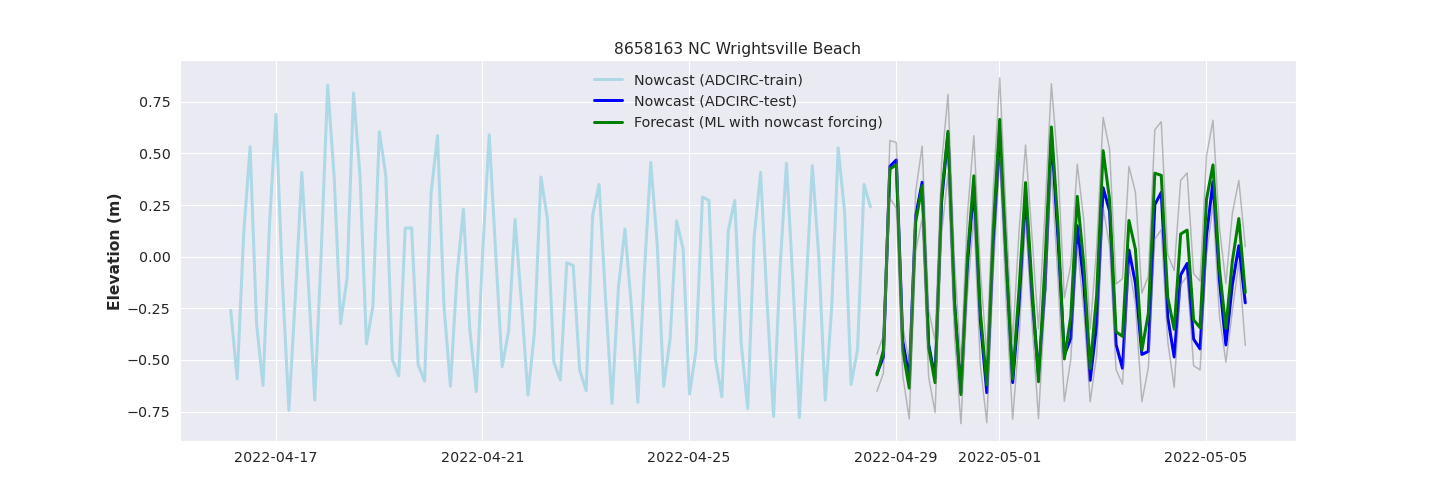 8658163 NC Wrightsville Beach
Nowcast (ADCIRC-train)
Nowcast (ADCIRC-test)
Forecast (ML with nowcast forcing)
Elevation (m)
0.75
0.50
0.25
0.00
−0.25
−0.50
−0.75
2022-04-17
2022-04-21
2022-04-25
2022-04-29
2022-05-01
2022-05-05